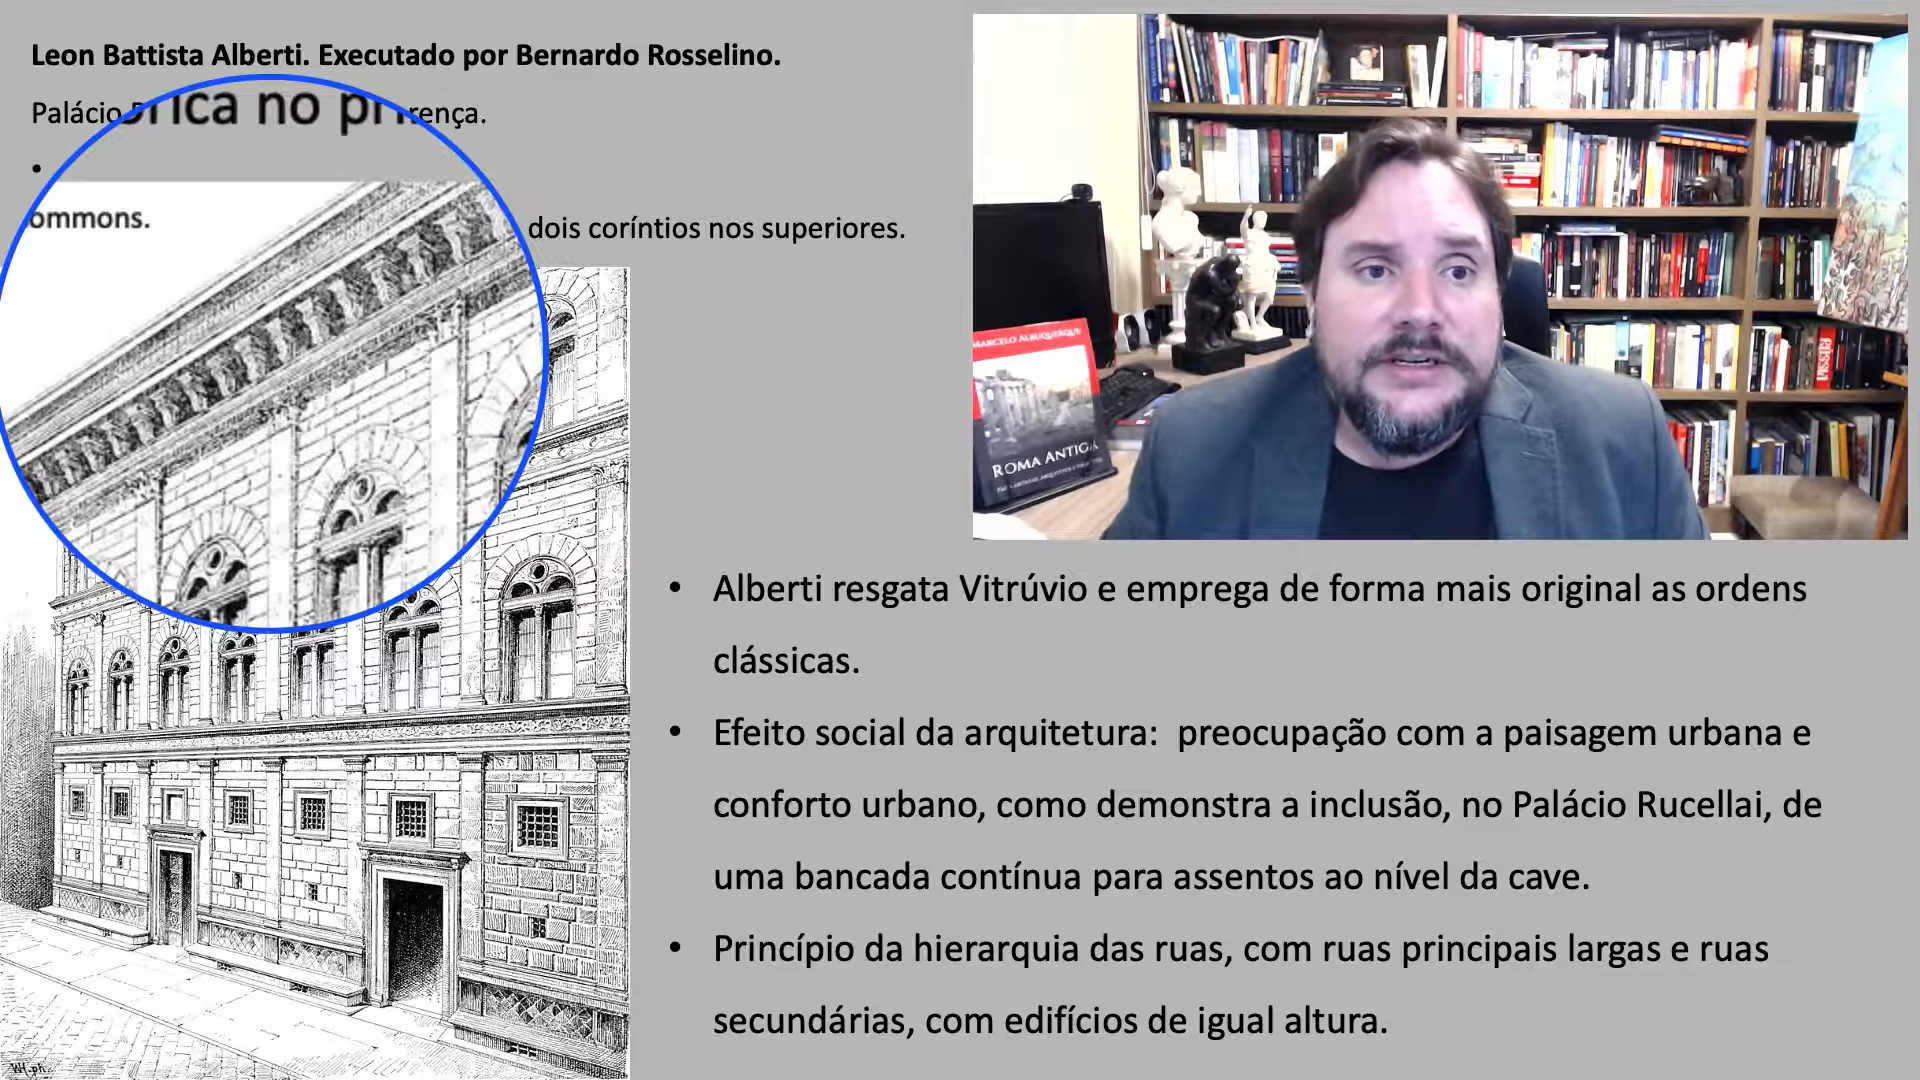 Leon Battista Alberti. Executado por Bernardo Rosselino.
Palácio
rença.
rica no pr
•
ommons.
dois coríntios nos superiores.
MARCELO ALBUQUERQUE
ROMA ANTIGA
• Alberti resgata Vitrúvio e emprega de forma mais original as ordens
clássicas.
• Efeito social da arquitetura: preocupação com a paisagem urbana e
conforto urbano, como demonstra a inclusão, no Palácio Rucellai, de
uma bancada contínua para assentos ao nível da cave.
• Princípio da hierarquia das ruas, com ruas principais largas e ruas
secundárias, com edifícios de igual altura.